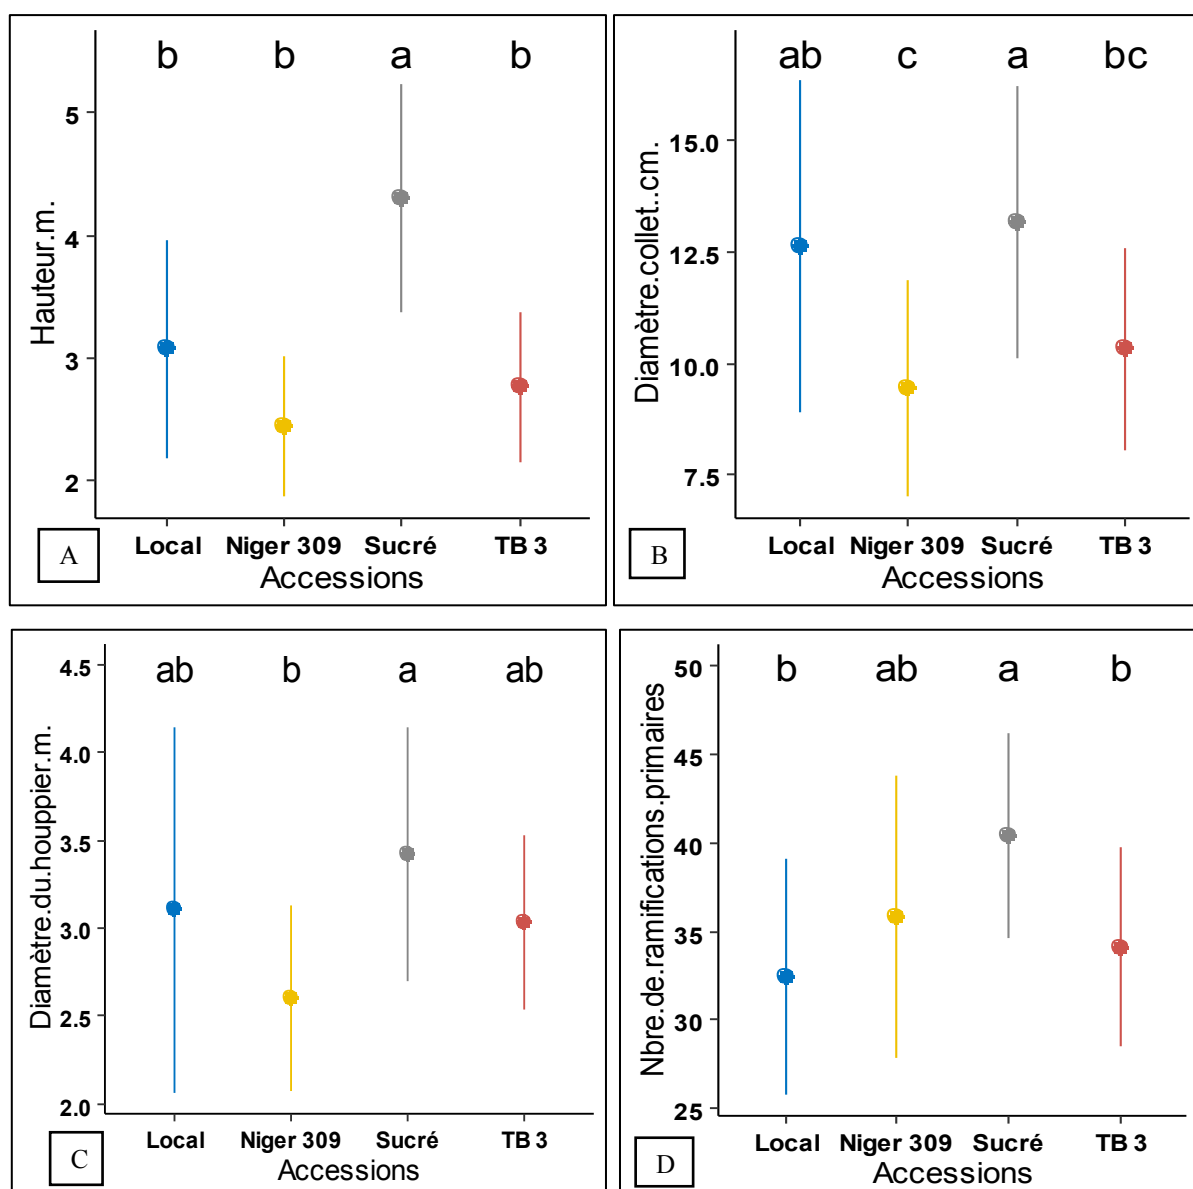 b b a b
Hauteur.m.
5
4
3
2
A
Local Niger 309 Sucré TB 3
Accessions
ab c a bc
Diamètre.collet..cm.
15.0
12.5
10.0
7.5
B
Local Niger 309 Sucré TB 3
Accessions
ab b a ab
Diamètre.du.houppier.m.
4.5
4.0
3.5
3.0
2.5
2.0
C
Local Niger 309 Sucré TB 3
Accessions
b ab a b
Nbre.de.ramifications.primaires
50
45
40
35
30
25
D
Local Niger 309 Sucré TB 3
Accessions